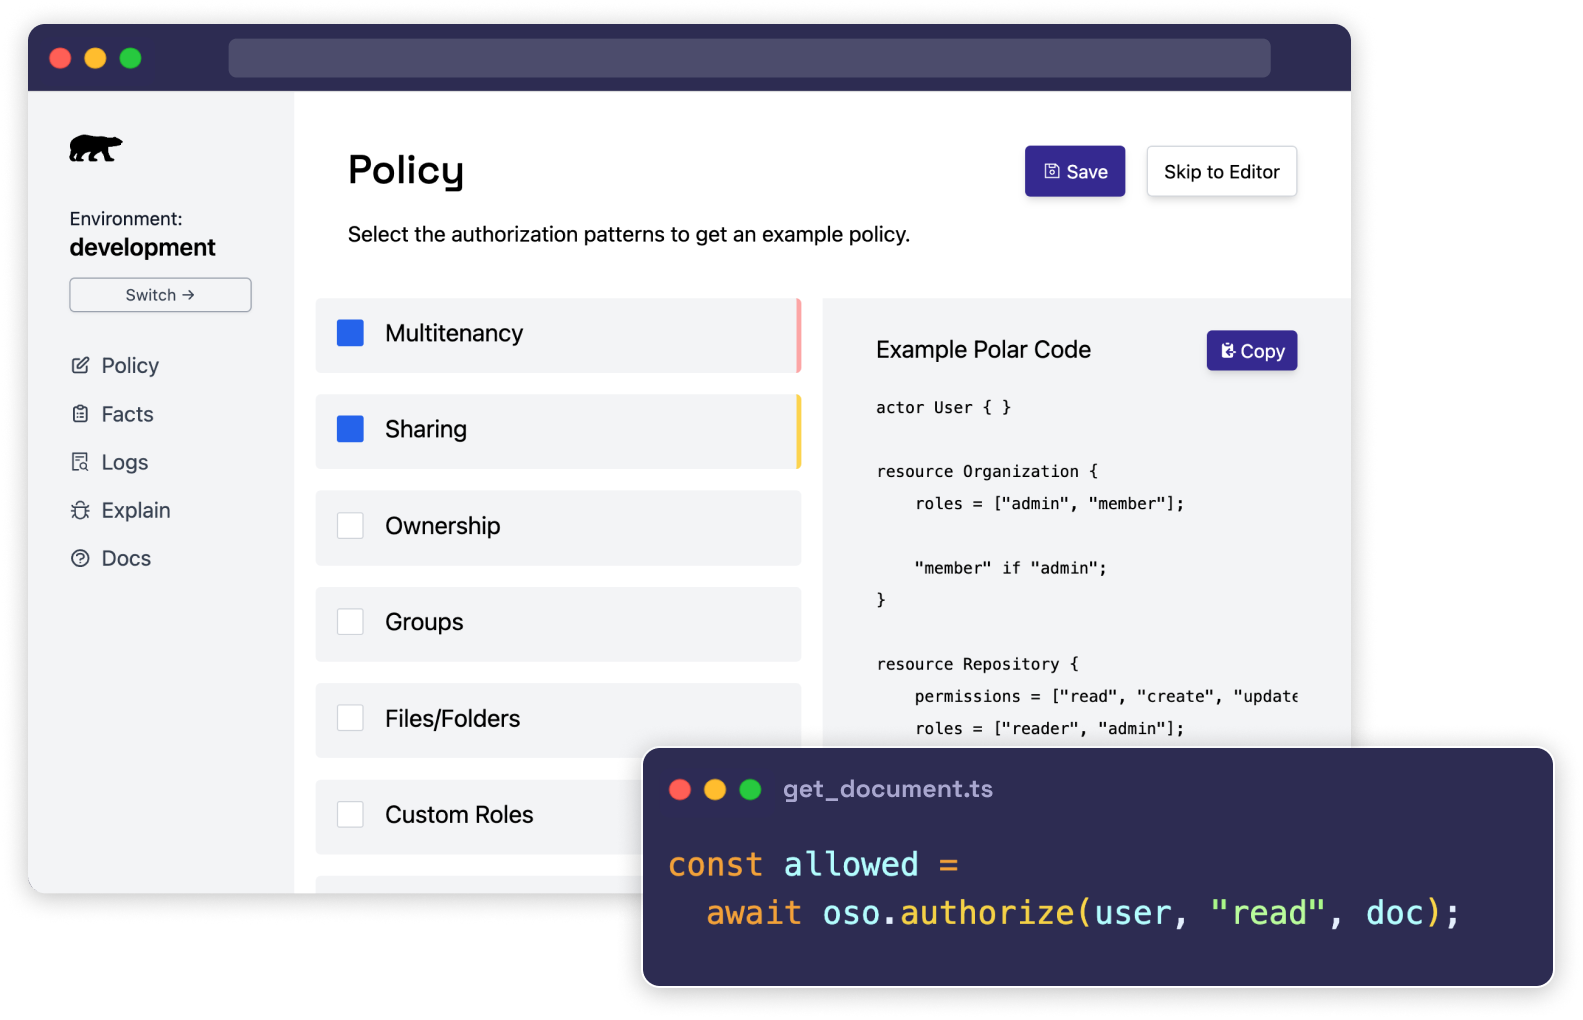 Environment:
development
Switch →
Policy
Facts
Logs
Explain
Docs
Policy
Save
Skip to Editor
Select the authorization patterns to get an example policy.
Multitenancy
Sharing
Ownership
Groups
Files/Folders
Custom Roles
Example Polar Code
Copy
actor User { }
resource Organization {
    roles = ["admin", "member"];
    "member" if "admin";
}
resource Repository {
    permissions = ["read", "create", "update
    roles = ["reader", "admin"];
get_document.ts
const allowed =
  await oso.authorize(user, "read", doc);